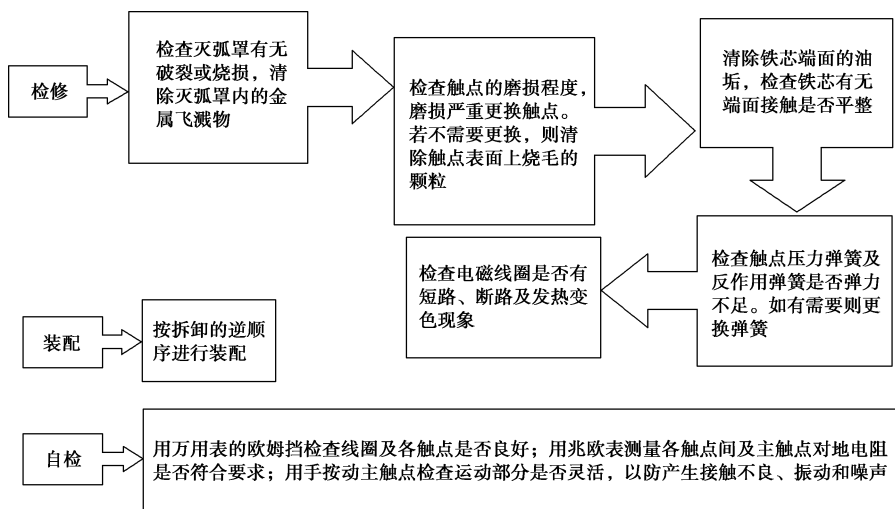 检修
检查灭弧罩有无
破裂或烧损，清
除灭弧罩内的金
属飞溅物
检查触点的磨损程度，
磨损严重更换触点。
若不需要更换，则清
除触点表面上烧毛的
颗粒
清除铁芯端面的油
垢，检查铁芯有无
端面接触是否平整
检查触点压力弹簧及
反作用弹簧是否弹力
不足。如有需要则更
换弹簧
检查电磁线圈是否有
短路、断路及发热变
色现象
装配
按拆卸的逆顺
序进行装配
自检
用万用表的欧姆挡检查线圈及各触点是否良好；用兆欧表测量各触点间及主触点对地电阻
是否符合要求；用手按动主触点检查运动部分是否灵活，以防产生接触不良、振动和噪声